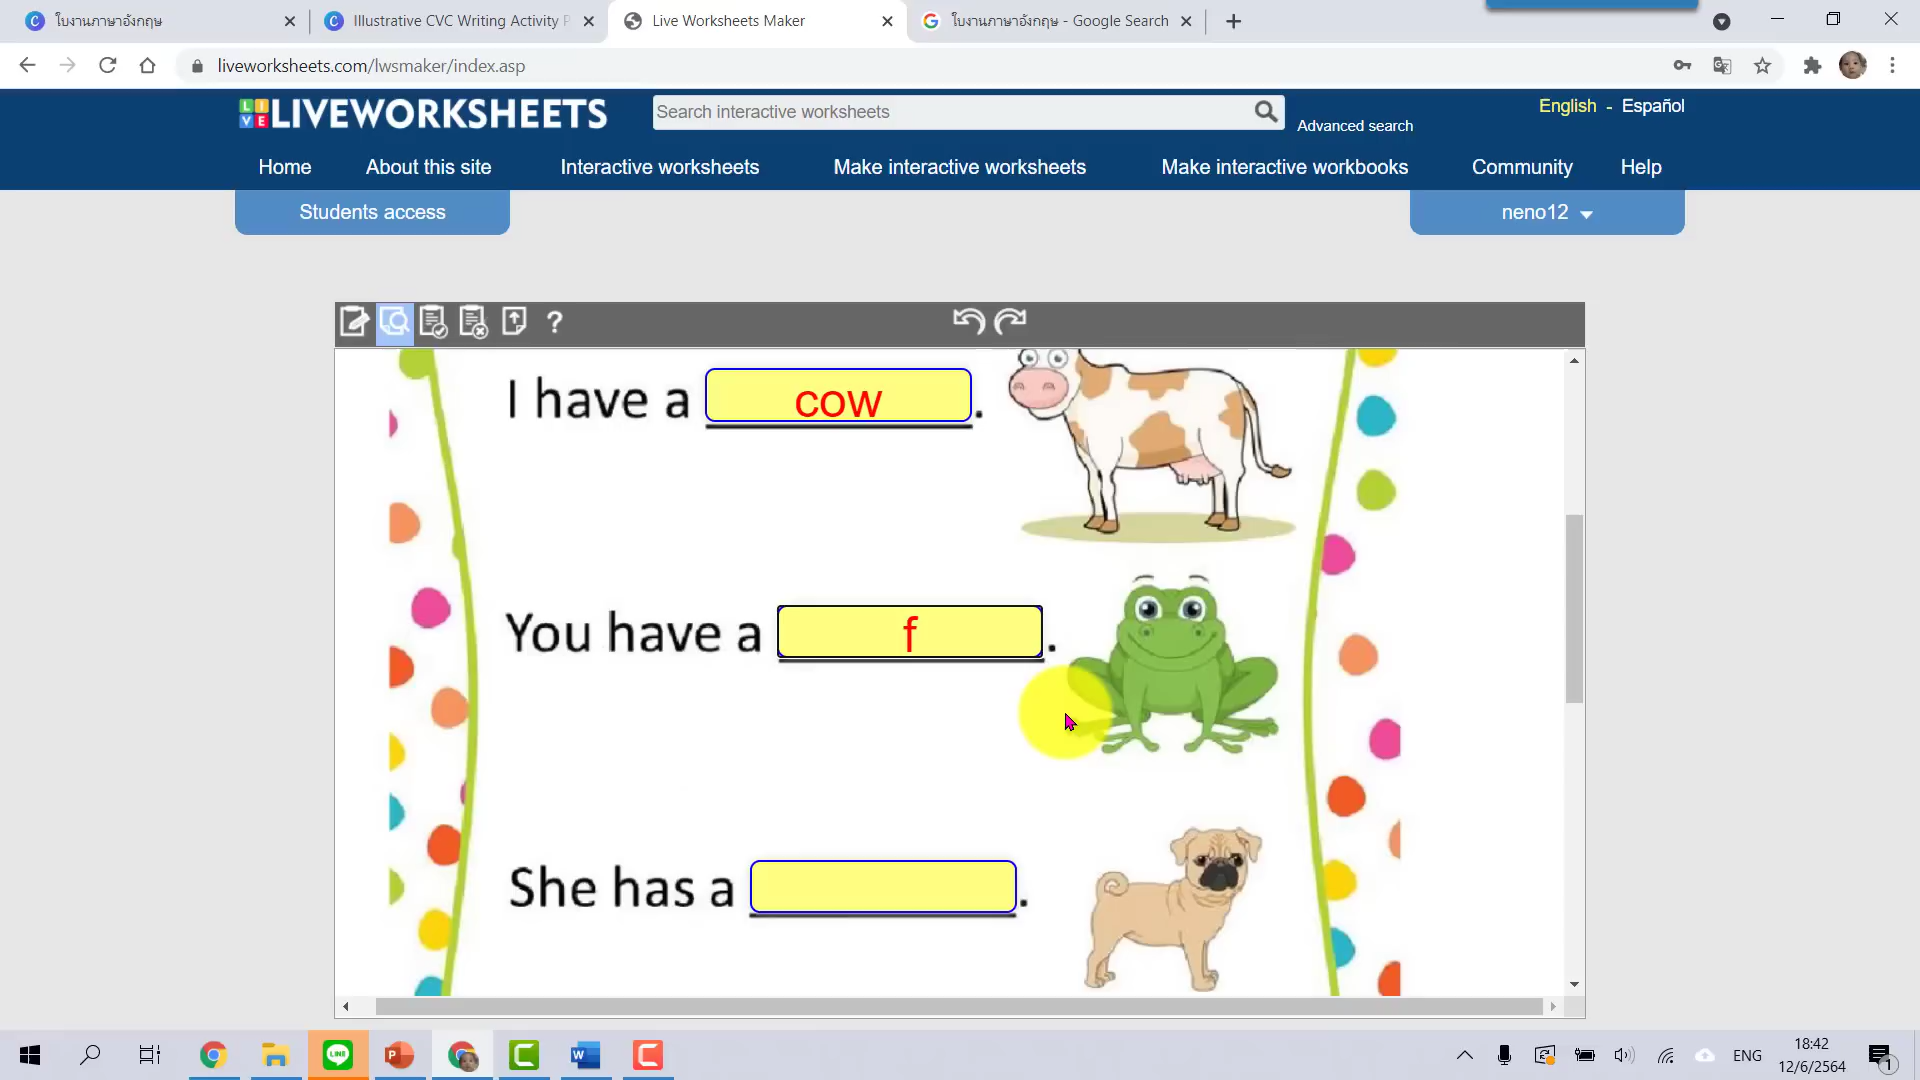 ใบงานภาษาอังกฤษ
Illustrative CVC Writing Activity P
Live Worksheets Maker
ใบงานภาษาอังกฤษ - Google Search
liveworksheets.com/lwsmaker/index.asp
LIVE
LIVEWORKSHEETS
Search interactive worksheets
Advanced search
English - Español
Home About this site Interactive worksheets Make interactive worksheets Make interactive workbooks Community Help
Students access
neno12
?
I have a cow.
You have a f.
She has a .
LINE
ENG
18:42
12/6/2564
1